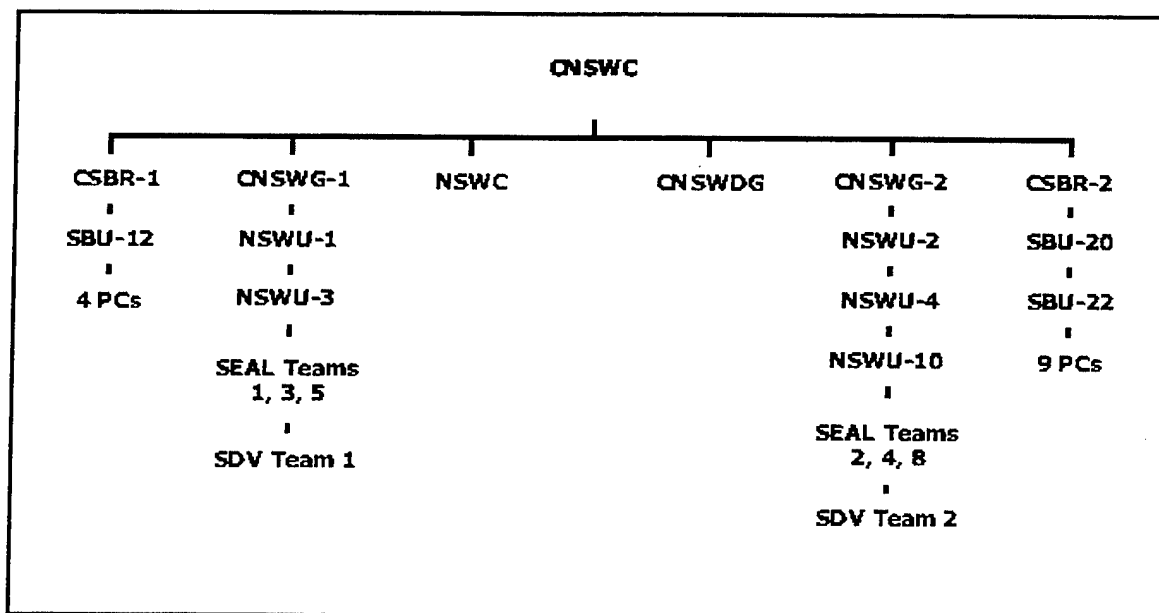 CNSWC
CSBR-1
SBU-12
4 PCs
CNSWG-1
NSWU-1
NSWU-3
SEAL Teams
1, 3, 5
SDV Team 1
NSWC
CNSWDG
CNSWG-2
NSWU-2
NSWU-4
NSWU-10
SEAL Teams
2, 4, 8
SDV Team 2
CSBR-2
SBU-20
SBU-22
9 PCs